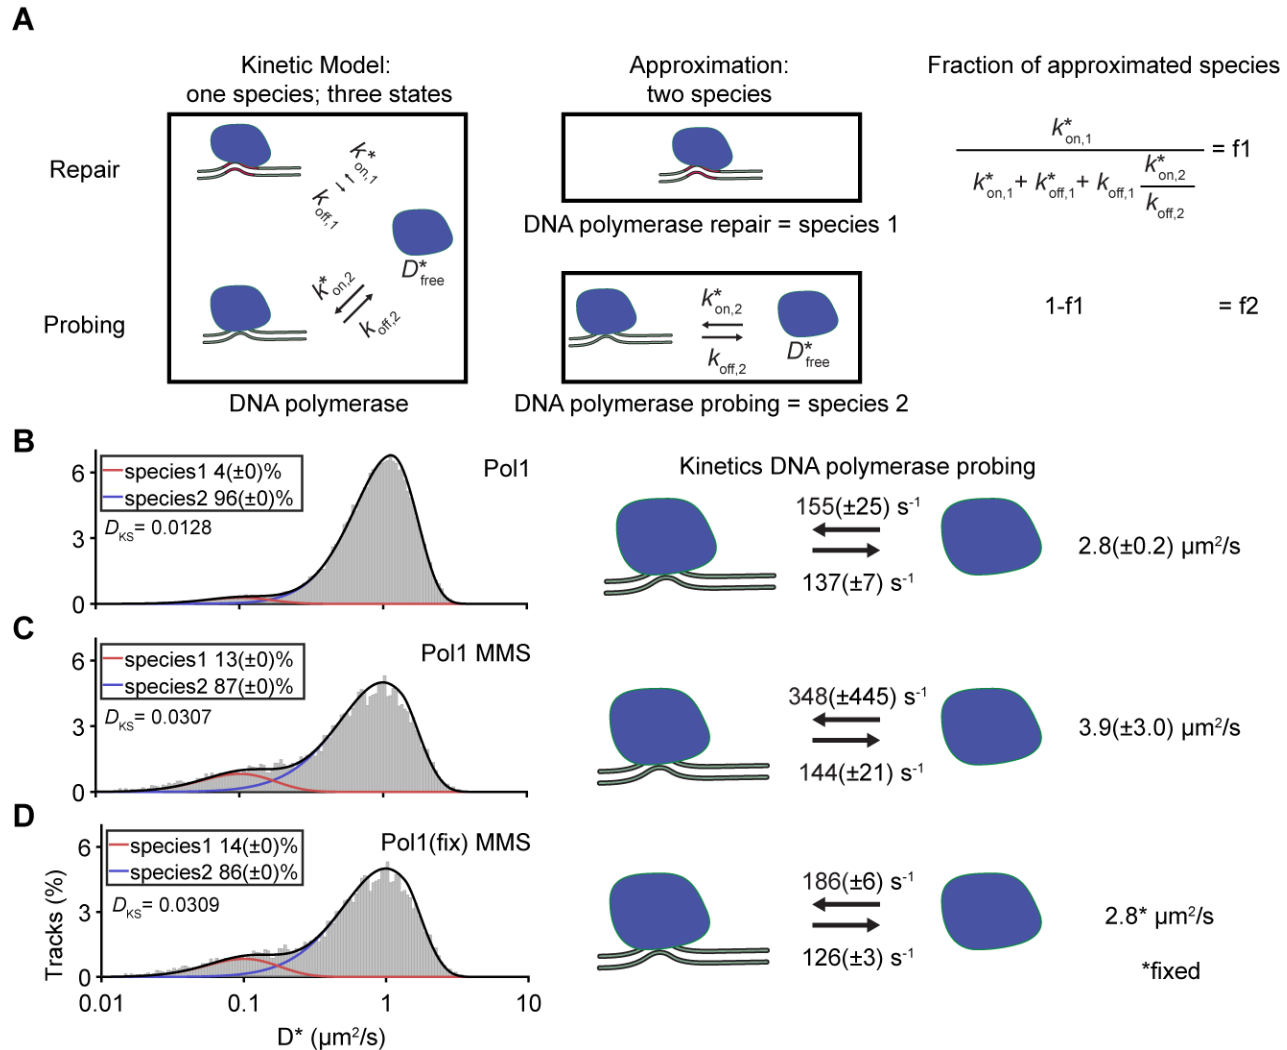 A
Kinetic Model:
one species; three states
Approximation:
two species
Fraction of approximated species
Repair
k*on,1
koff,1
D*free
k*on,2
koff,2
Probing
DNA polymerase
DNA polymerase repair = species 1
k*on,2
koff,2
D*free
DNA polymerase probing = species 2
k*on,1
k*on,1 + k*off,1 + koff,1 k*on,2
koff,2
= f1
1-f1 = f2
B
6
3
0
species1 4(±0)%
species2 96(±0)%
DKS= 0.0128
Pol1
Kinetics DNA polymerase probing
155(±25) s-1
137(±7) s-1
2.8(±0.2) µm2/s
C
6
3
0
species1 13(±0)%
species2 87(±0)%
DKS= 0.0307
Pol1 MMS
348(±445) s-1
144(±21) s-1
3.9(±3.0) µm2/s
D
6
3
0
Tracks (%)
species1 14(±0)%
species2 86(±0)%
DKS= 0.0309
Pol1(fix) MMS
186(±6) s-1
126(±3) s-1
2.8* µm2/s
*fixed
0.01 0.1 1 10
D* (µm2/s)